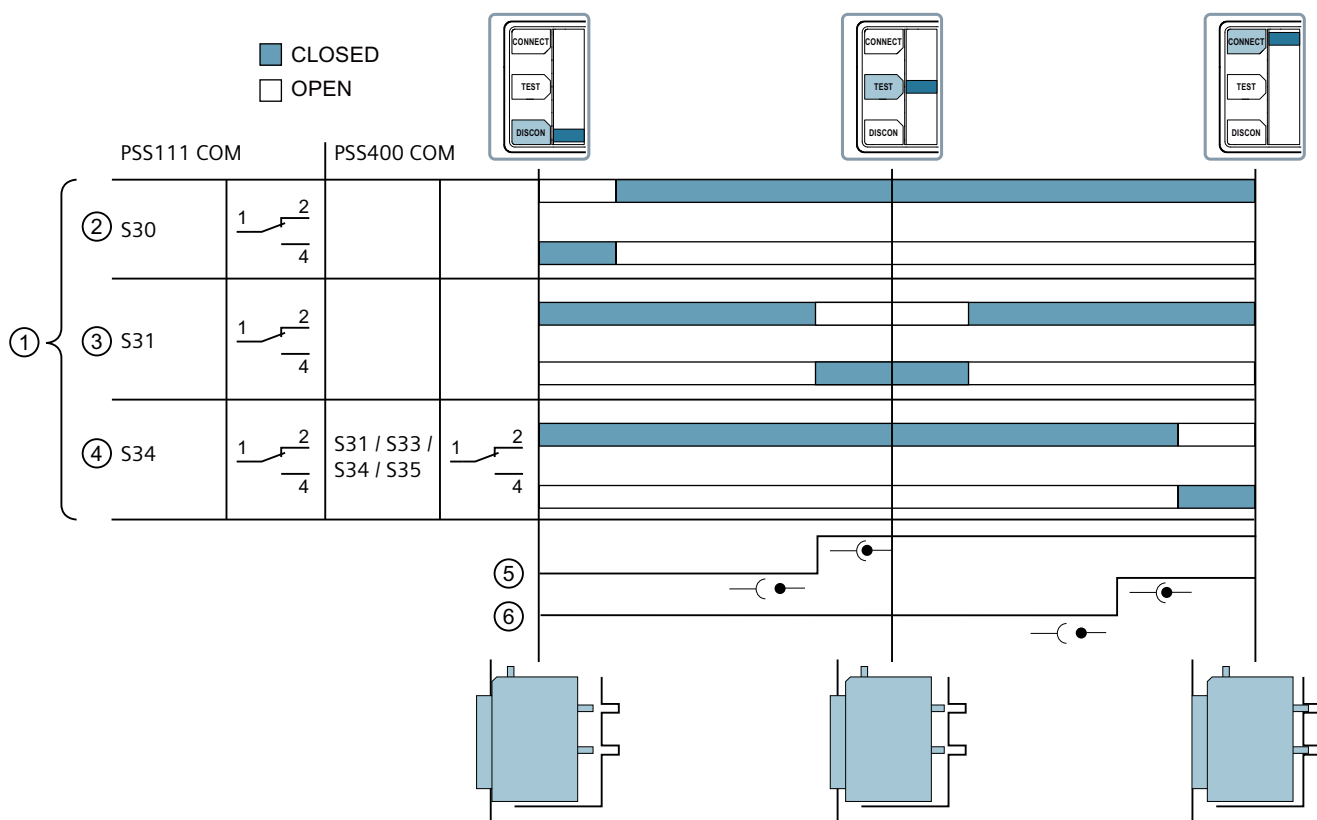 CLOSED
OPEN
CONNECT
TEST
DISCON
CONNECT
TEST
DISCON
CONNECT
TEST
DISCON
PSS111 COM
PSS400 COM
1
2 S30
1 2
4
3 S31
1 2
4
4 S34
1 2
4
S31 / S33 /
S34 / S35
1 2
4
5
6